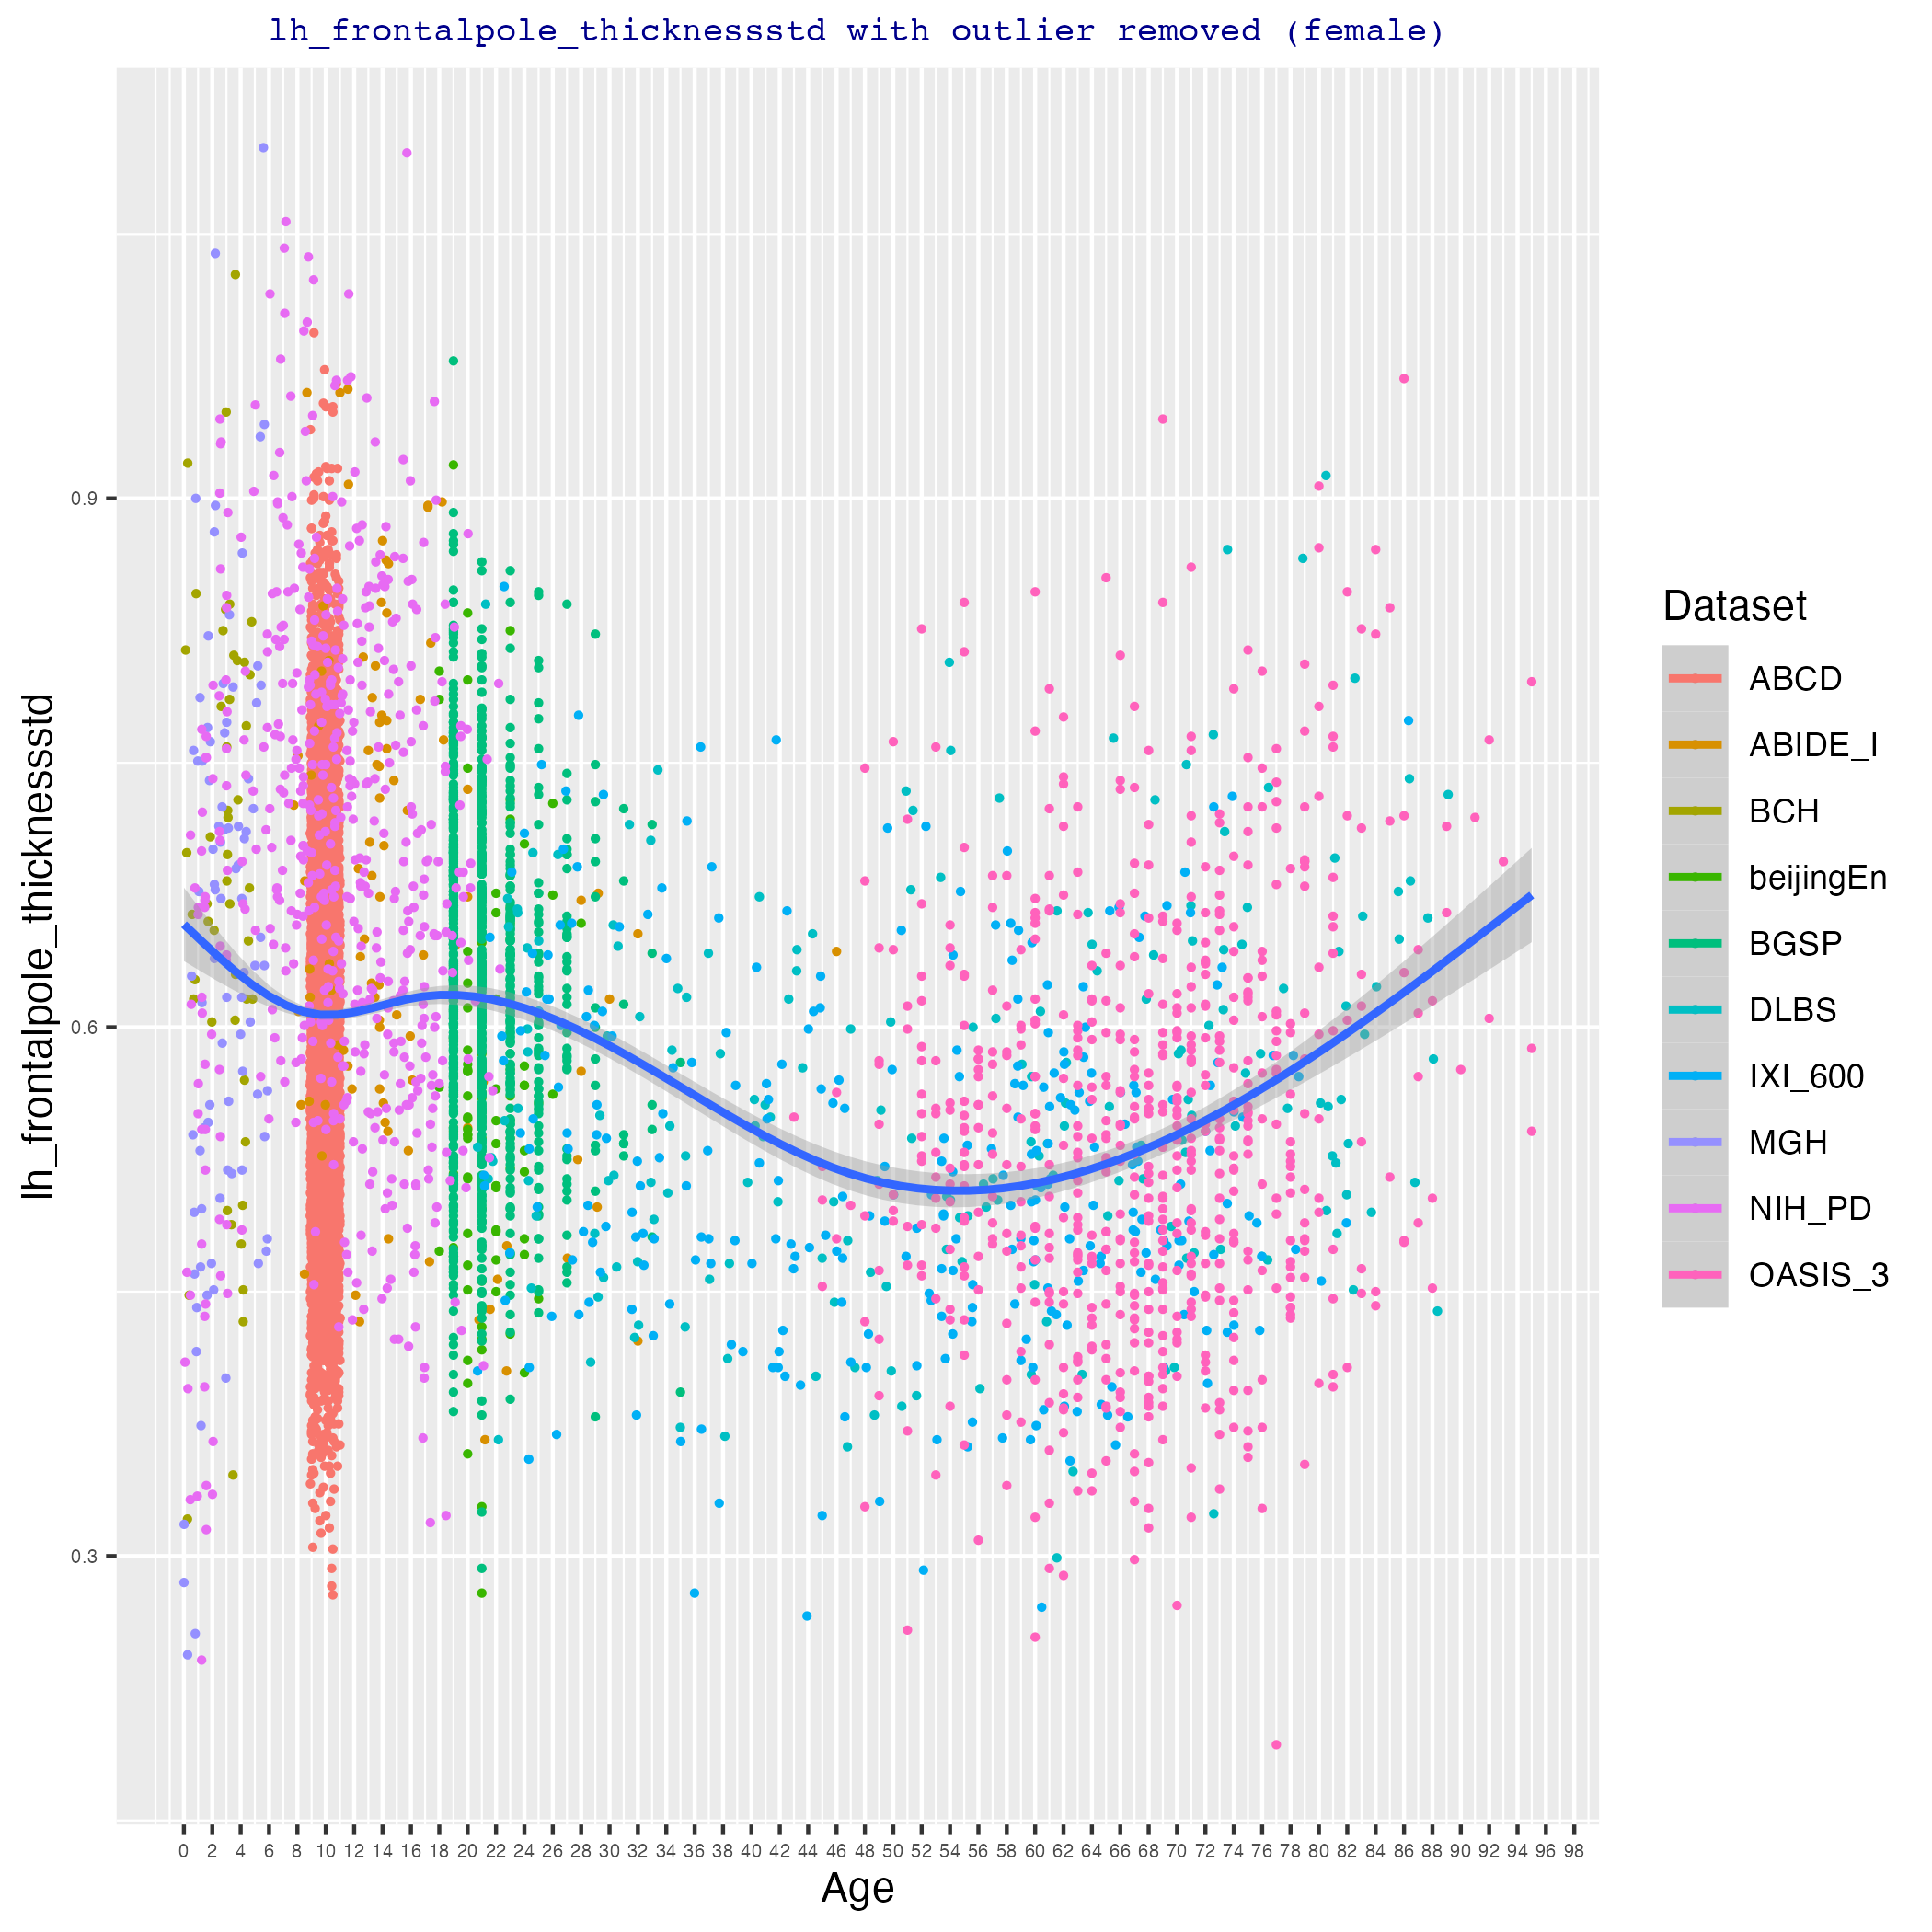 lh_frontalpole_thicknessstd with outlier removed (female)
lh_frontalpole_thicknessstd
0.9
0.6
0.3
0 2 4 6 8 10 12 14 16 18 20 22 24 26 28 30 32 34 36 38 40 42 44 46 48 50 52 54 56 58 60 62 64 66 68 70 72 74 76 78 80 82 84 86 88 90 92 94 96 98
Age
Dataset
ABCD
ABIDE_I
BCH
beijingEn
BGSP
DLBS
IXI_600
MGH
NIH_PD
OASIS_3